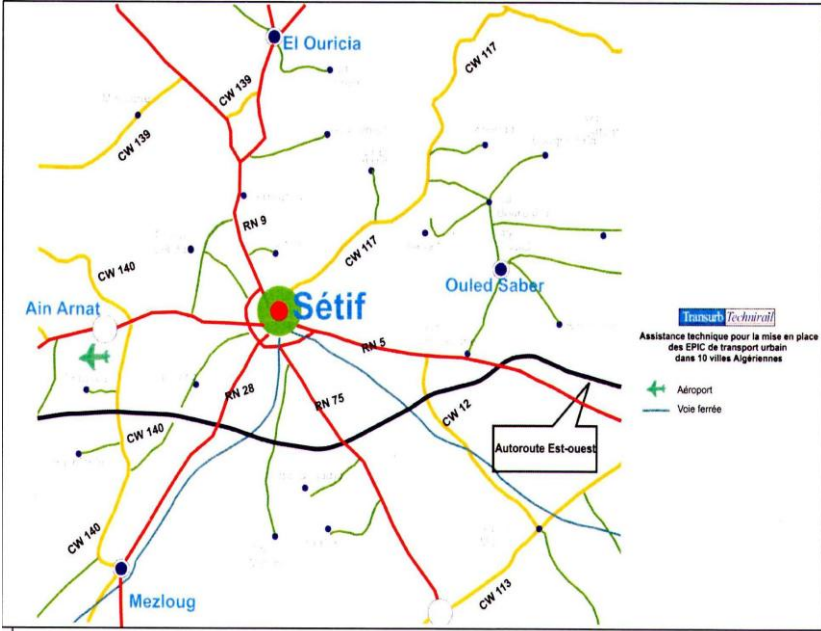 El Ouricia
CW 117
CW 139
CW 139
RN 9
CW 117
CW 140
Ain Arnat
Sétif
Ouled Saber
Transurb Technirail
Assistance technique pour la mise en place
des EPIC de transport urbain
dans 10 villes Algériennes
RN 5
Aéroport
RN 28
RN 75
Voie ferrée
CW 12
CW 140
Autoroute Est-ouest
CW 140
Mezloug
CW 113